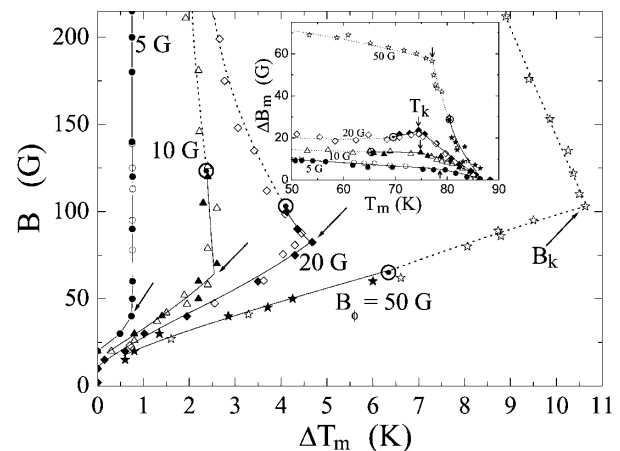 200
150
100
50
0
B (G)
0 1 2 3 4 5 6 7 8 9 10 11
ΔTₘ (K)
5 G
10 G
20 G
B_ϕ = 50 G
Bₖ
60
40
20
0
ΔBₘ (G)
50 60 70 80 90
Tₘ (K)
50 G
Tₖ
20 G
10 G
5 G